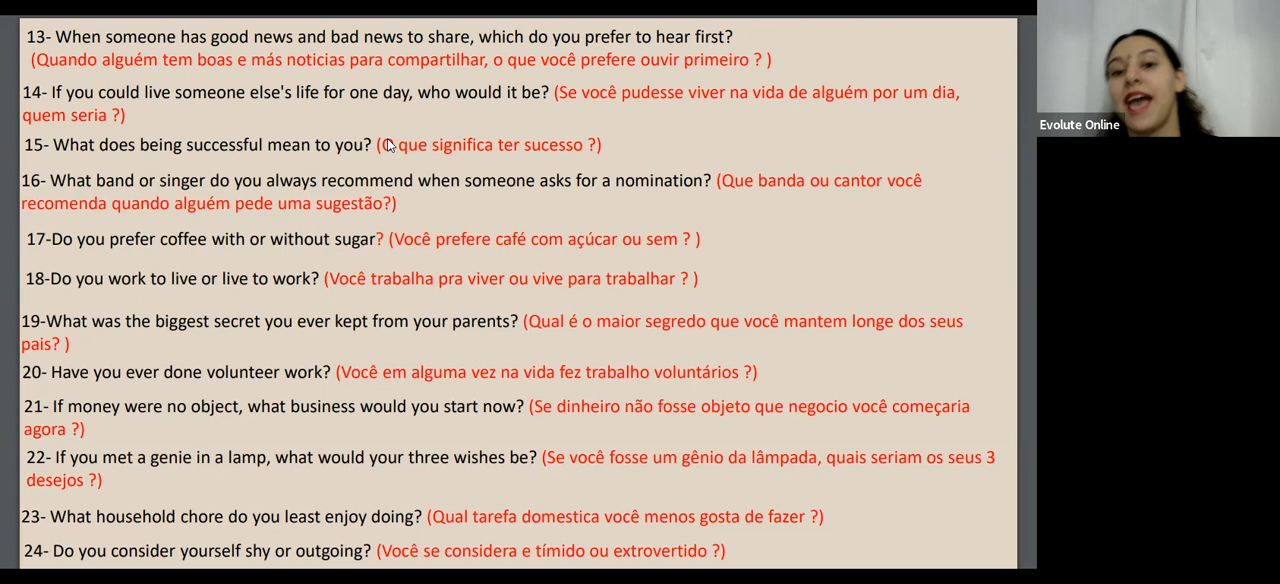 13- When someone has good news and bad news to share, which do you prefer to hear first?
(Quando alguém tem boas e más noticias para compartilhar, o que você prefere ouvir primeiro ? )
14- If you could live someone else's life for one day, who would it be? (Se você pudesse viver na vida de alguém por um dia,
quem seria ?)
15- What does being successful mean to you? (O que significa ter sucesso ?)
16- What band or singer do you always recommend when someone asks for a nomination? (Que banda ou cantor você
recomenda quando alguém pede uma sugestão?)
17-Do you prefer coffee with or without sugar? (Você prefere café com açúcar ou sem ? )
18-Do you work to live or live to work? (Você trabalha pra viver ou vive para trabalhar ? )
19-What was the biggest secret you ever kept from your parents? (Qual é o maior segredo que você mantem longe dos seus
pais? )
20- Have you ever done volunteer work? (Você em alguma vez na vida fez trabalho voluntários ?)
21- If money were no object, what business would you start now? (Se dinheiro não fosse objeto que negocio você começaria
agora ?)
22- If you met a genie in a lamp, what would your three wishes be? (Se você fosse um gênio da lâmpada, quais seriam os seus 3
desejos ?)
23- What household chore do you least enjoy doing? (Qual tarefa domestica você menos gosta de fazer ?)
24- Do you consider yourself shy or outgoing? (Você se considera e tímido ou extrovertido ?)
Evolute Online